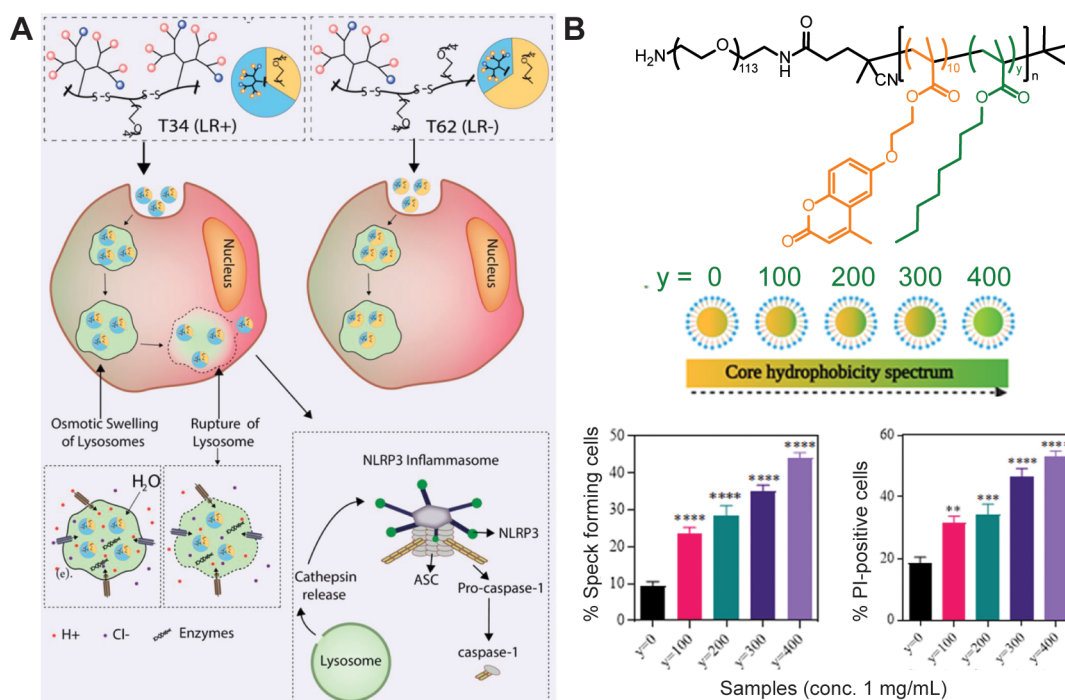 A
S-S
S-S
T34 (LR+)
S-S
S-S
T62 (LR-)
Nucleus
Nucleus
Osmotic Swelling
of Lysosomes
Rupture of
Lysosome
H2O
(e).
H+
Cl-
Enzymes
NLRP3 Inflammasome
NLRP3
ASC
Pro-caspase-1
Cathepsin
release
caspase-1
Lysosome
B
H2N
O
113
N
H
O
CN
10
y
n
O
O
O
O
O
O
O
y = 0 100 200 300 400
Core hydrophobicity spectrum
% Speck forming cells
50
40
30
20
10
0
****
****
****
****
y=0
y=100
y=200
y=300
y=400
% PI-positive cells
60
40
20
0
**
***
****
****
y=0
y=100
y=200
y=300
y=400
Samples (conc. 1 mg/mL)